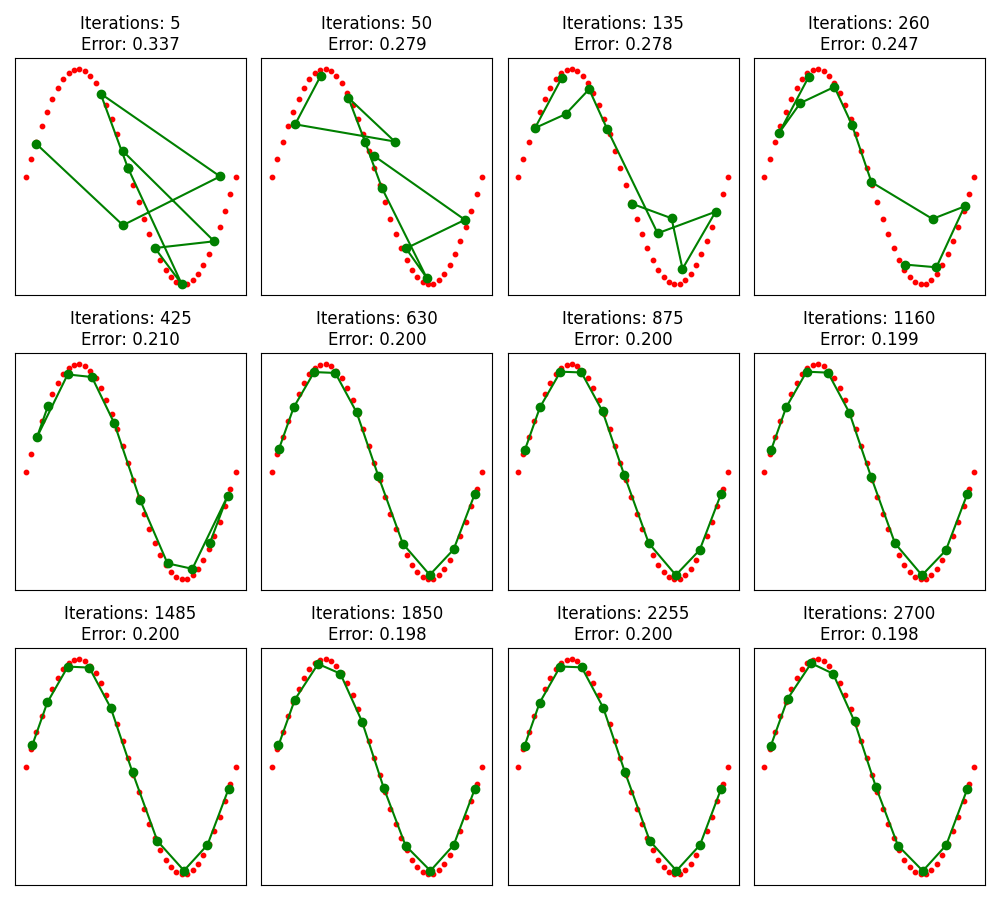 Iterations: 5
Error: 0.337
Iterations: 50
Error: 0.279
Iterations: 135
Error: 0.278
Iterations: 260
Error: 0.247
Iterations: 425
Error: 0.210
Iterations: 630
Error: 0.200
Iterations: 875
Error: 0.200
Iterations: 1160
Error: 0.199
Iterations: 1485
Error: 0.200
Iterations: 1850
Error: 0.198
Iterations: 2255
Error: 0.200
Iterations: 2700
Error: 0.198